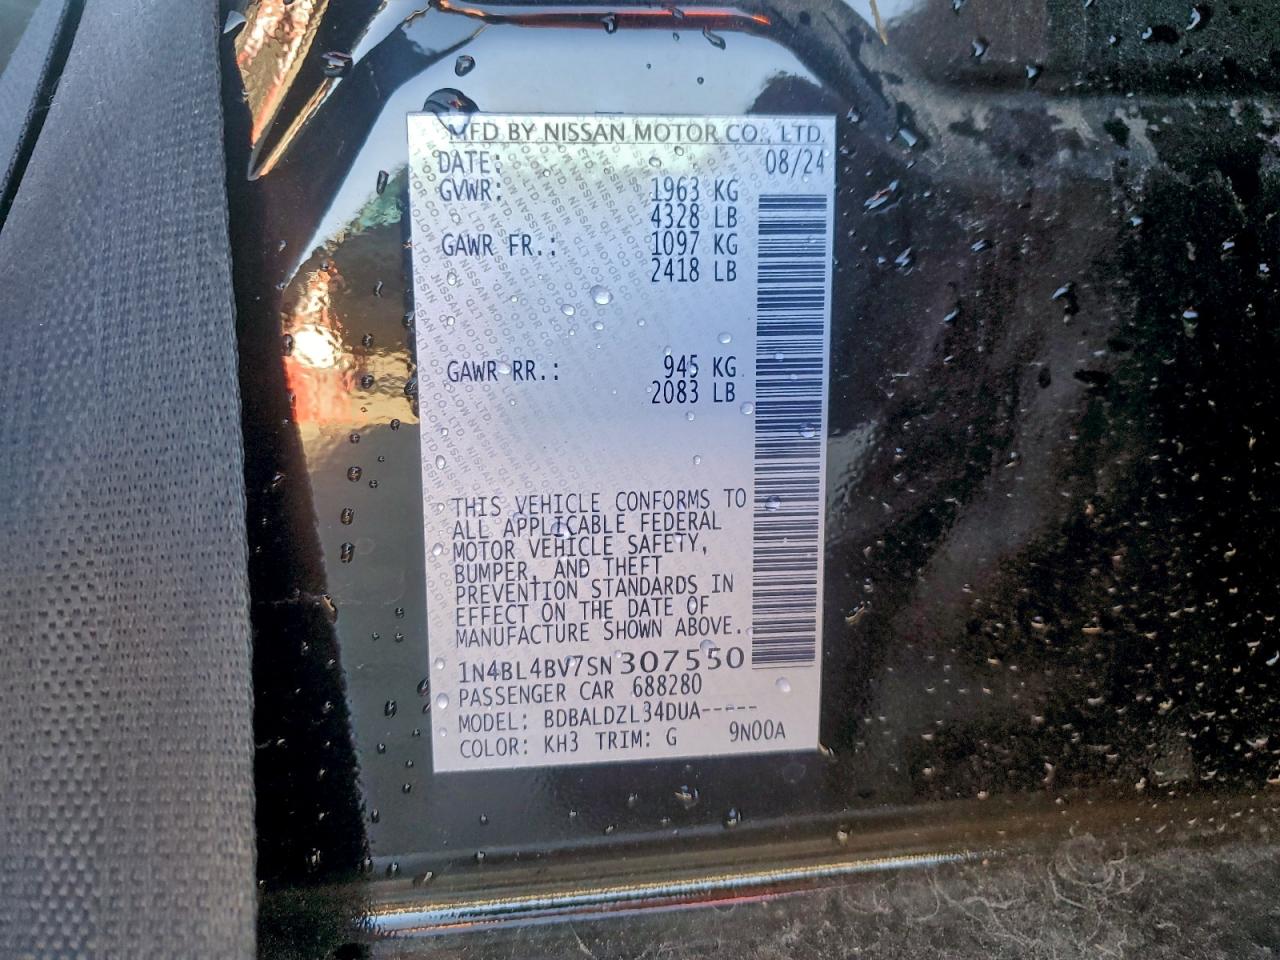 MFD BY NISSAN MOTOR CO., LTD.
DATE: 08/24
GVWR: 1963 KG
4328 LB
GAWR FR.: 1097 KG
2418 LB
GAWR RR.: 945 KG
2083 LB
THIS VEHICLE CONFORMS TO
ALL APPLICABLE FEDERAL
MOTOR VEHICLE SAFETY,
BUMPER, AND THEFT
PREVENTION STANDARDS IN
EFFECT ON THE DATE OF
MANUFACTURE SHOWN ABOVE.
1N4BL4BV7SN307550
PASSENGER CAR 688280
MODEL: BDBALDZL34DUA-----
COLOR: KH3 TRIM: G 9N00A